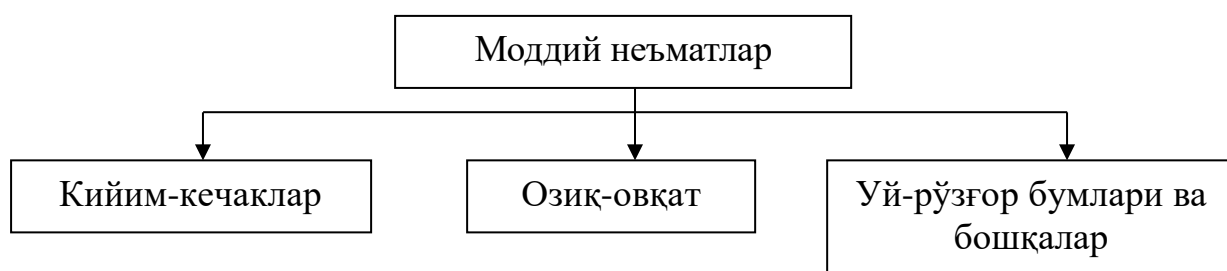 Моддий неъматлар
Кийим-кечаклар
Озиқ-овқат
Уй-рўзғор бумлари ва
бошқалар